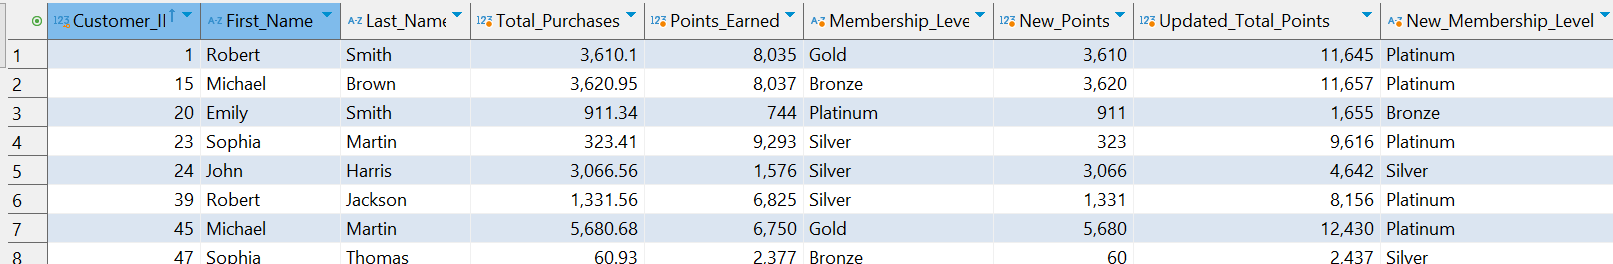 123 Customer_II A-Z First_Name A-Z Last_Name 123 Total_Purchases 123 Points_Earned A-Z Membership_Leve 123 New_Points 123 Updated_Total_Points A-Z New_Membership_Level
1 1 Robert Smith 3,610.1 8,035 Gold 3,610 11,645 Platinum
2 15 Michael Brown 3,620.95 8,037 Bronze 3,620 11,657 Platinum
3 20 Emily Smith 911.34 744 Platinum 911 1,655 Bronze
4 23 Sophia Martin 323.41 9,293 Silver 323 9,616 Platinum
5 24 John Harris 3,066.56 1,576 Silver 3,066 4,642 Silver
6 39 Robert Jackson 1,331.56 6,825 Silver 1,331 8,156 Platinum
7 45 Michael Martin 5,680.68 6,750 Gold 5,680 12,430 Platinum
8 47 Sophia Thomas 60.93 2,377 Bronze 60 2,437 Silver